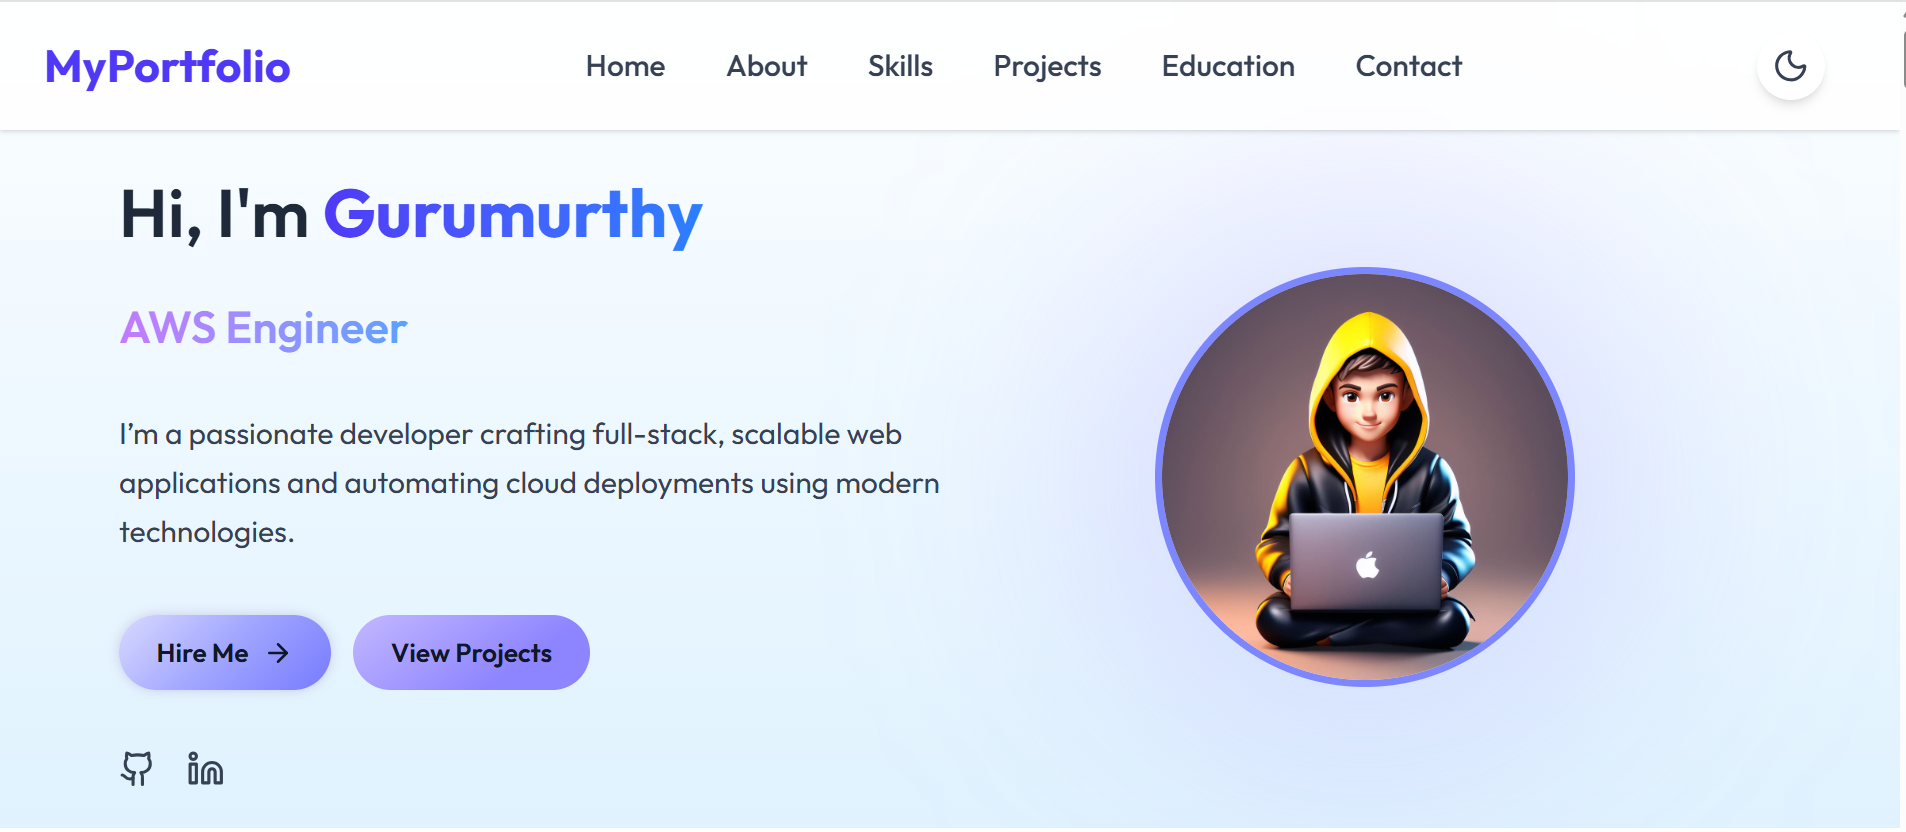 MyPortfolio
Home About Skills Projects Education Contact
Hi, I'm Gurumurthy
AWS Engineer
I’m a passionate developer crafting full-stack, scalable web
applications and automating cloud deployments using modern
technologies.
Hire Me → View Projects